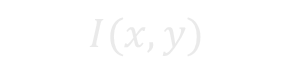 I(x, y)